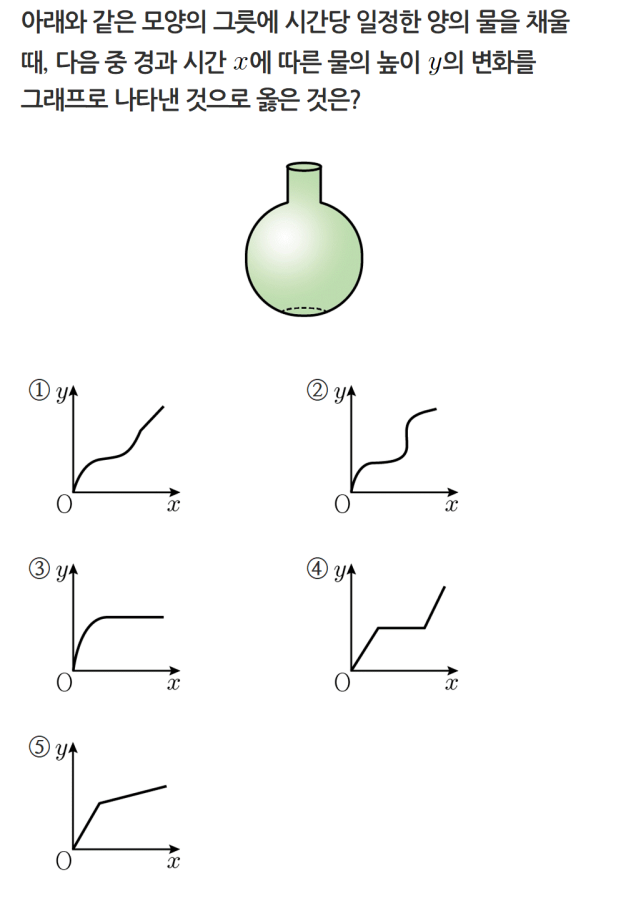 아래와 같은 모양의 그릇에 시간당 일정한 양의 물을 채울
때, 다음 중 경과 시간 x에 따른 물의 높이 y의 변화를
그래프로 나타낸 것으로 옳은 것은?
① y
O x
② y
O x
③ y
O x
④ y
O x
⑤ y
O x